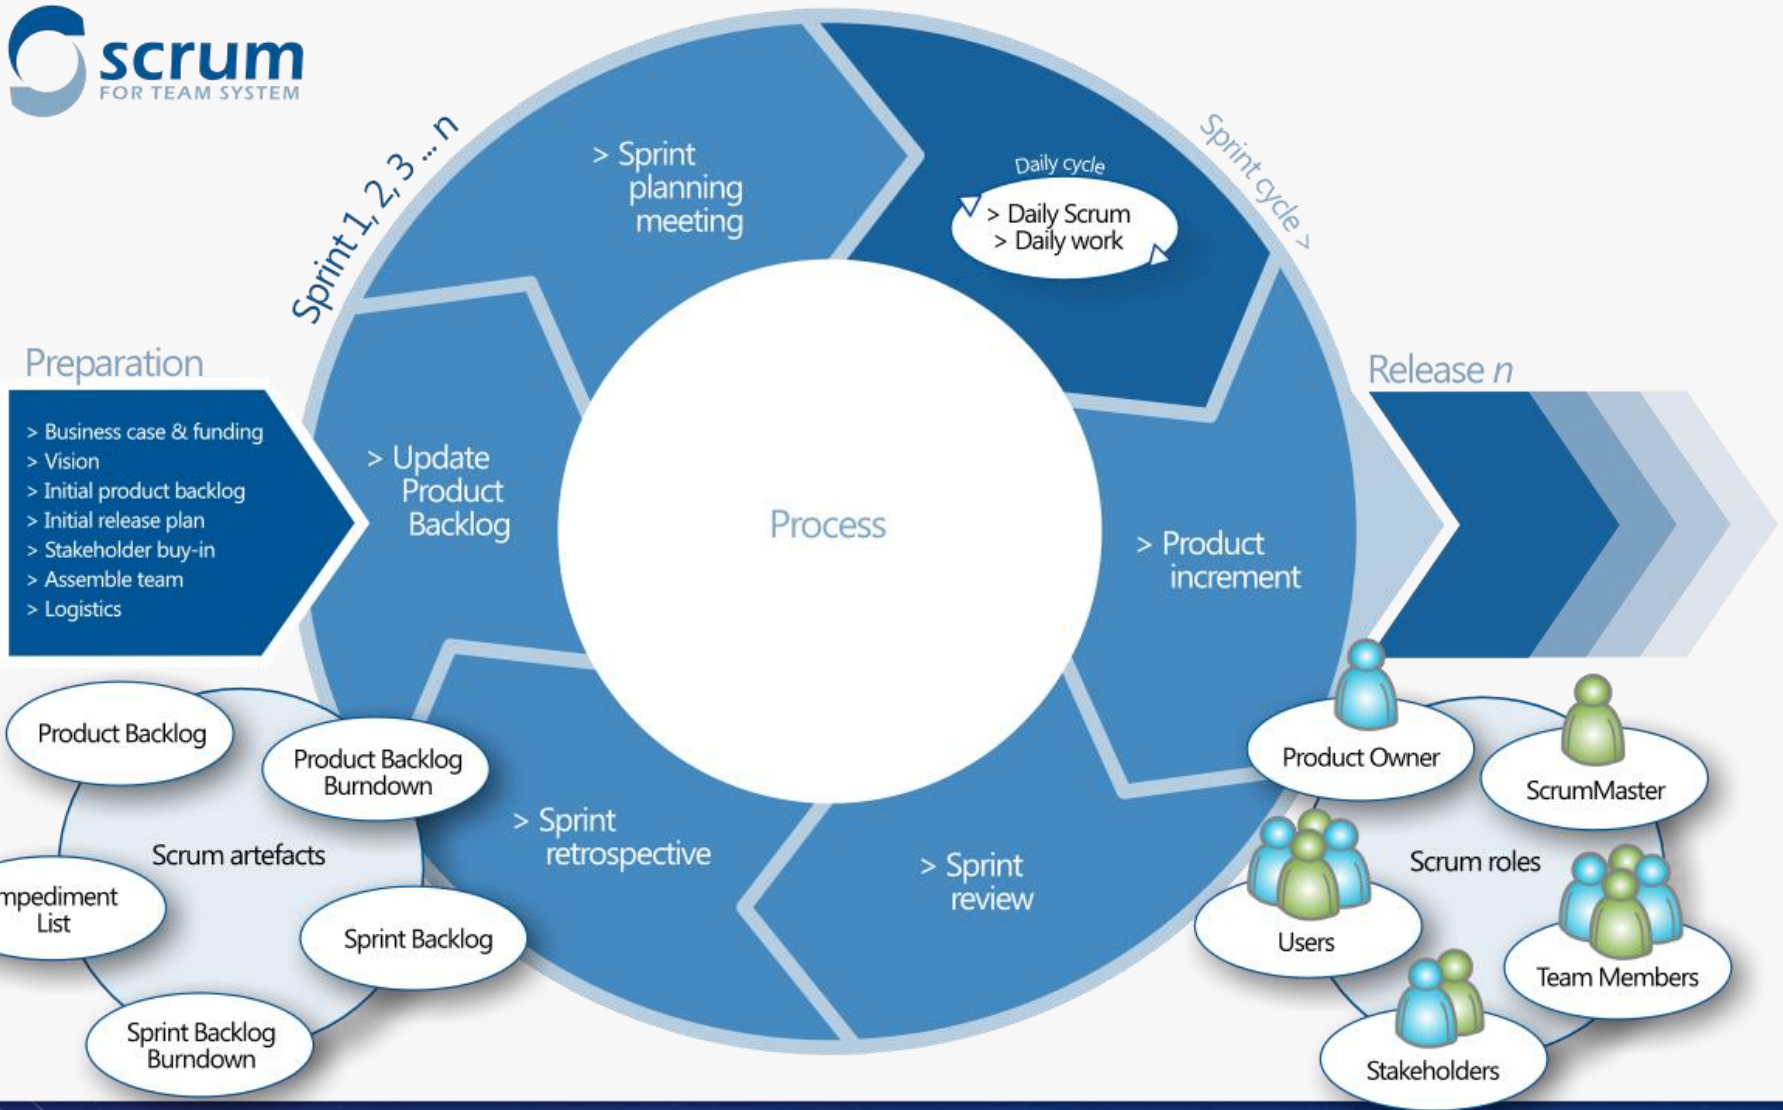 scrum
FOR TEAM SYSTEM
Sprint 1, 2, 3 ... n
Sprint cycle >
> Sprint
planning
meeting
Daily cycle
> Daily Scrum
> Daily work
Preparation
> Business case & funding
> Vision
> Initial product backlog
> Initial release plan
> Stakeholder buy-in
> Assemble team
> Logistics
> Update
Product
Backlog
Process
> Product
increment
Release n
> Sprint
retrospective
> Sprint
review
Product Backlog
Product Backlog
Burndown
Scrum artefacts
mpediment
List
Sprint Backlog
Sprint Backlog
Burndown
Product Owner
ScrumMaster
Scrum roles
Users
Team Members
Stakeholders